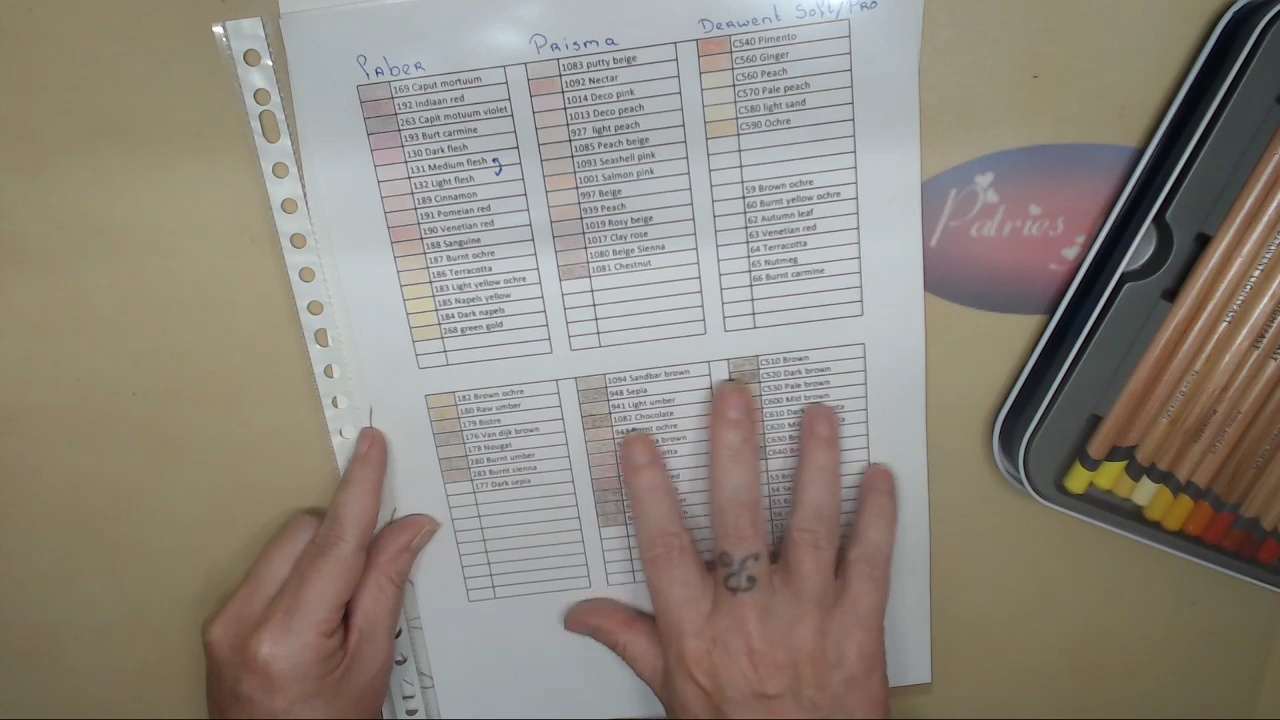 Faber
169 Caput mortuum
192 Indiaan red
263 Capit motuum violet
193 Burt carmine
130 Dark flesh
131 Medium flesh
132 Light flesh
189 Cinnamon
191 Pomeian red
190 Venetian red
188 Sanguine
187 Burnt ochre
186 Terracotta
183 Light yellow ochre
185 Napels yellow
184 Dark napels
268 green gold
Prisma
1083 putty beige
1092 Nectar
1014 Deco pink
1013 Deco peach
927 light peach
1085 Peach beige
1093 Seashell pink
1001 Salmon pink
997 Beige
939 Peach
1019 Rosy beige
1017 Clay rose
1080 Beige Sienna
1081 Chestnut
Derwent Soft/Pro
C540 Pimento
C560 Ginger
C560 Peach
C570 Pale peach
C580 light sand
C590 Ochre
59 Brown ochre
60 Burnt yellow ochre
62 Autumn leaf
63 Venetian red
64 Terracotta
65 Nutmeg
66 Burnt carmine
182 Brown ochre
180 Raw umber
179 Bistre
176 Van dijk brown
178 Nougat
280 Burnt umber
283 Burnt sienna
177 Dark sepia
1094 Sandbar brown
948 Sepia
941 Light umber
1082 Chocolate
943 Burnt ochre
brown
C510 Brown
C520 Dark brown
C530 Pale brown
C600 Mid brown
C610 Dark
C620
C630
C640
Patries